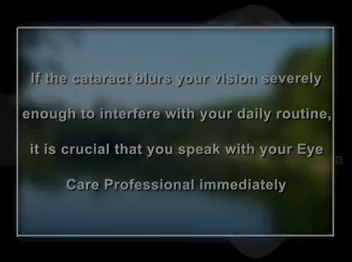 If the cataract blurs your vision severely
enough to interfere with your daily routine,
it is crucial that you speak with your Eye
Care Professional immediately